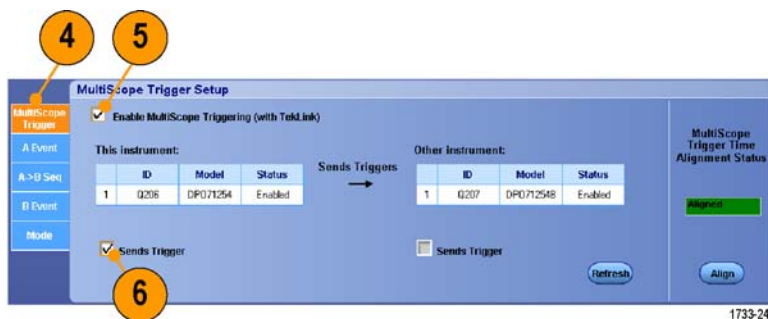 4
5
MultiScope Trigger Setup
MultiScope
Trigger
A Event
A->B Seq
B Event
Mode
Enable MultiScope Triggering (with TekLink)
This instrument:
ID Model Status
1 Q206 DPO71254 Enabled
Sends Triggers
Other instrument:
ID Model Status
1 Q207 DPO71254B Enabled
Sends Trigger
Sends Trigger
Refresh
MultiScope
Trigger Time
Alignment Status
Aligned
Align
6
1733-24